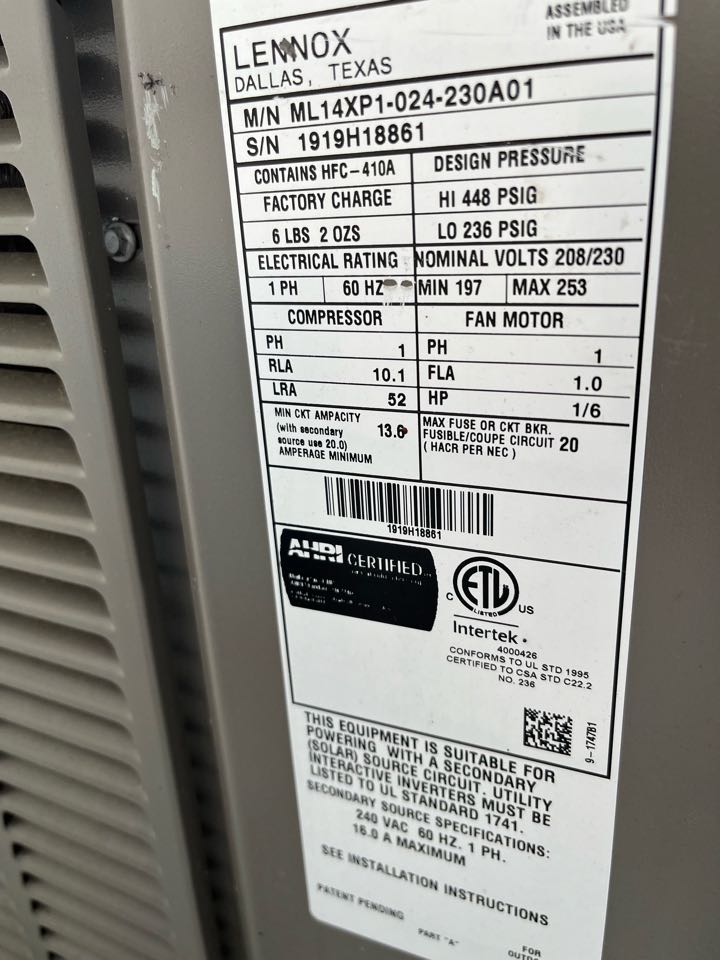 ASSEMBLED
IN THE USA
LENNOX
DALLAS, TEXAS
M/N ML14XP1-024-230A01
S/N 1919H18861
CONTAINS HFC-410A
DESIGN PRESSURE
FACTORY CHARGE
HI 448 PSIG
6 LBS 2 OZS
LO 236 PSIG
ELECTRICAL RATING
NOMINAL VOLTS 208/230
1 PH
60 HZ
MIN 197
MAX 253
COMPRESSOR
FAN MOTOR
PH 1
PH 1
RLA 10.1
FLA 1.0
LRA 52
HP 1/6
MIN CKT AMPACITY
(with secondary
source use 20.0)
13.6
AMPERAGE MINIMUM
MAX FUSE OR CKT BKR.
FUSIBLE/COUPE CIRCUIT 20
(HACR PER NEC)
1919H18861
AHRI CERTIFIED
C ETL US
LISTED
Intertek
4000426
CONFORMS TO UL STD 1995
CERTIFIED TO CSA STD C22.2
NO. 236
9-1747B1
THIS EQUIPMENT IS SUITABLE FOR
POWERING WITH A SECONDARY
(SOLAR) SOURCE CIRCUIT. UTILITY
INTERACTIVE INVERTERS MUST BE
LISTED TO UL STANDARD 1741.
SECONDARY SOURCE SPECIFICATIONS:
240 VAC 60 HZ. 1 PH.
16.0 A MAXIMUM
SEE INSTALLATION INSTRUCTIONS
PATENT PENDING
PART "A"
FOR